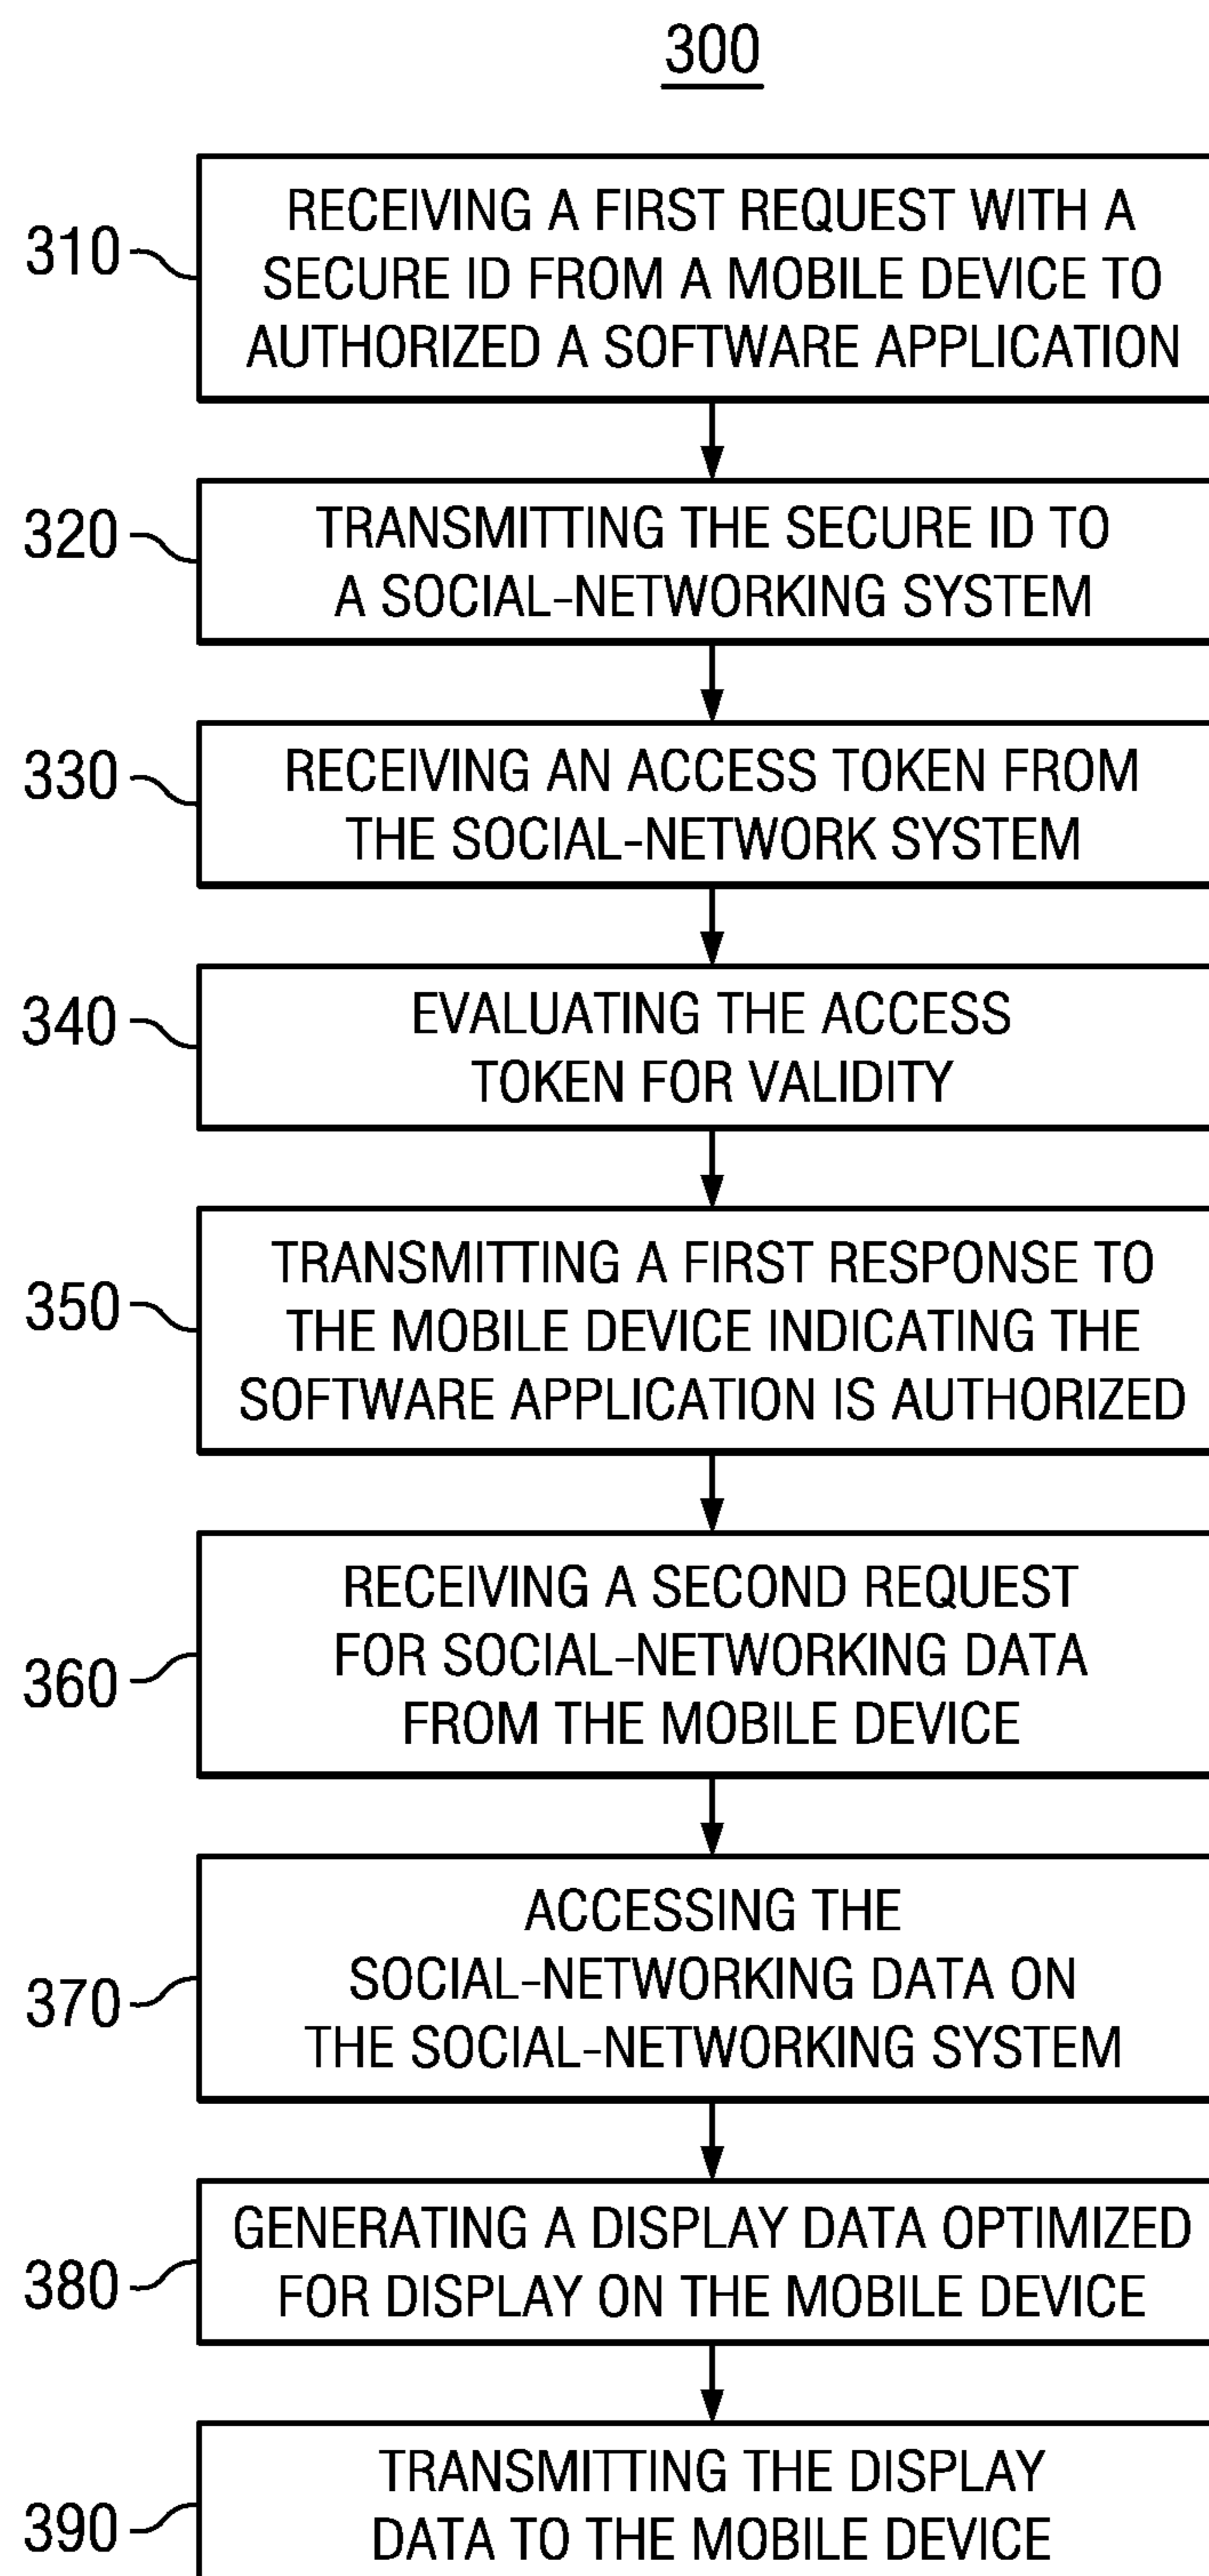 300
310
RECEIVING A FIRST REQUEST WITH A
SECURE ID FROM A MOBILE DEVICE TO
AUTHORIZED A SOFTWARE APPLICATION
320
TRANSMITTING THE SECURE ID TO
A SOCIAL-NETWORKING SYSTEM
330
RECEIVING AN ACCESS TOKEN FROM
THE SOCIAL-NETWORK SYSTEM
340
EVALUATING THE ACCESS
TOKEN FOR VALIDITY
350
TRANSMITTING A FIRST RESPONSE TO
THE MOBILE DEVICE INDICATING THE
SOFTWARE APPLICATION IS AUTHORIZED
360
RECEIVING A SECOND REQUEST
FOR SOCIAL-NETWORKING DATA
FROM THE MOBILE DEVICE
370
ACCESSING THE
SOCIAL-NETWORKING DATA ON
THE SOCIAL-NETWORKING SYSTEM
380
GENERATING A DISPLAY DATA OPTIMIZED
FOR DISPLAY ON THE MOBILE DEVICE
390
TRANSMITTING THE DISPLAY
DATA TO THE MOBILE DEVICE